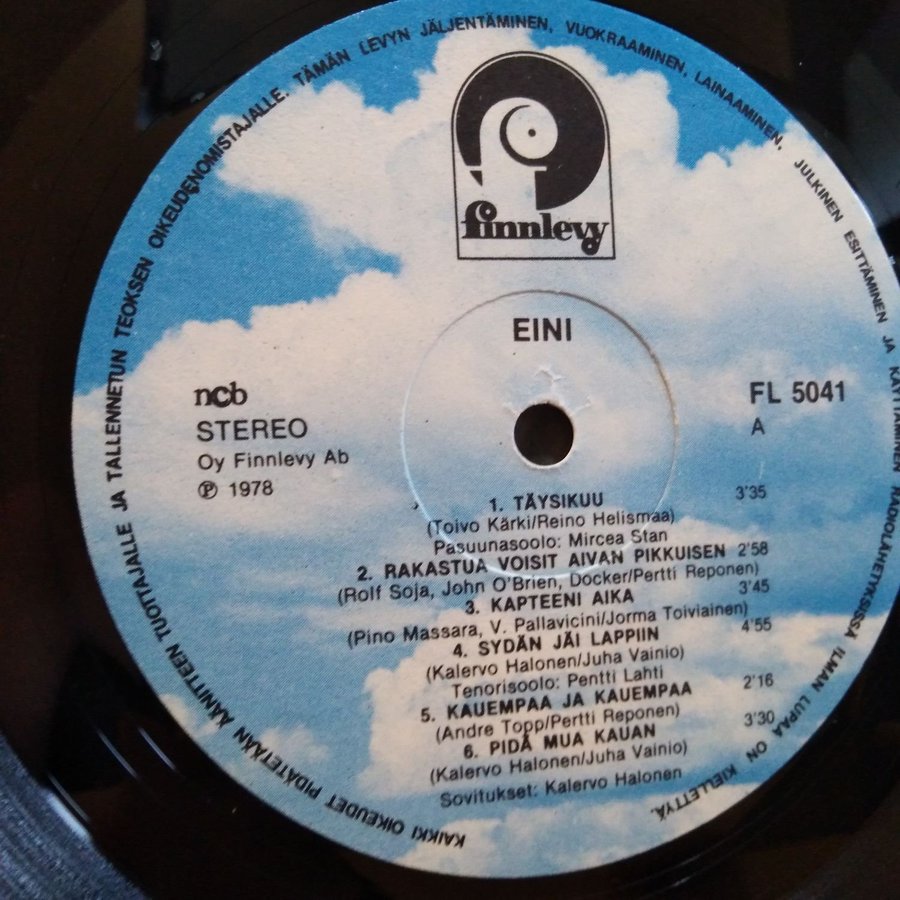 KAIKKI OIKEUDET PIDÄTETÄÄN ÄÄNITTEEN TUOTTAJALLE JA TALLENNETUN TEOKSEN OIKEUDENOMISTAJALLE. TÄMÄN LEVYN JÄLJENTÄMINEN, VUOKRAAMINEN, LAINAAMINEN, JULKINEN ESITTÄMINEN JA KÄYTTÄMINEN RADIOLÄHETYKSISSÄ ILMAN LUPAA ON KIELLETTYÄ.
finnlevy
EINI
ncb
STEREO
Oy Finnlevy Ab
Ⓟ 1978
FL 5041
A
1. TÄYSIKUU 3'35
(Toivo Kärki/Reino Helismaa)
Pasuunasoolo: Mircea Stan
2. RAKASTUA VOISIT AIVAN PIKKUISEN 2'58
(Rolf Soja, John O'Brien, Docker/Pertti Reponen)
3. KAPTEENI AIKA 3'45
(Pino Massara, V. Pallavicini/Jorma Toiviainen)
4. SYDÄN JÄI LAPPIIN 4'55
(Kalervo Halonen/Juha Vainio)
Tenorisoolo: Pentti Lahti
5. KAUEMPAA JA KAUEMPAA 2'16
(Andre Topp/Pertti Reponen)
6. PIDÄ MUA KAUAN 3'30
(Kalervo Halonen/Juha Vainio)
Sovitukset: Kalervo Halonen